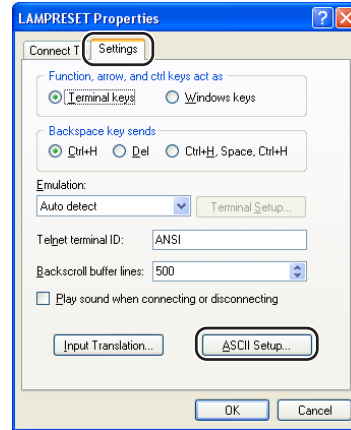 LAMPRESET Properties
Connect T Settings
Function, arrow, and ctrl keys act as
Terminal keys Windows keys
Backspace key sends
Ctrl+H Del Ctrl+H, Space, Ctrl+H
Emulation:
Auto detect Terminal Setup...
Telnet terminal ID: ANSI
Backscroll buffer lines: 500
Play sound when connecting or disconnecting
Input Translation... ASCII Setup...
OK Cancel